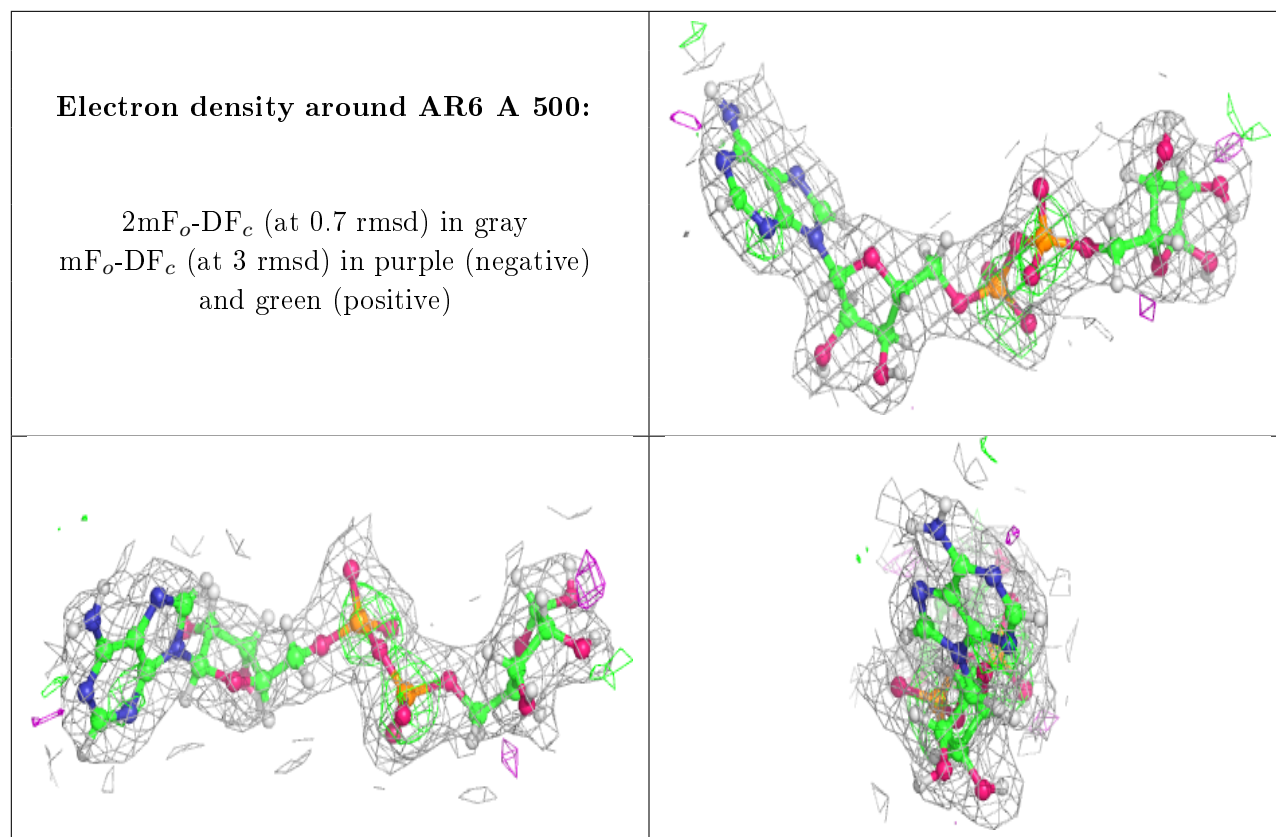 Electron density around AR6 A 500:
2mFₒ-DF𝒸 (at 0.7 rmsd) in gray
mFₒ-DF𝒸 (at 3 rmsd) in purple (negative)
and green (positive)